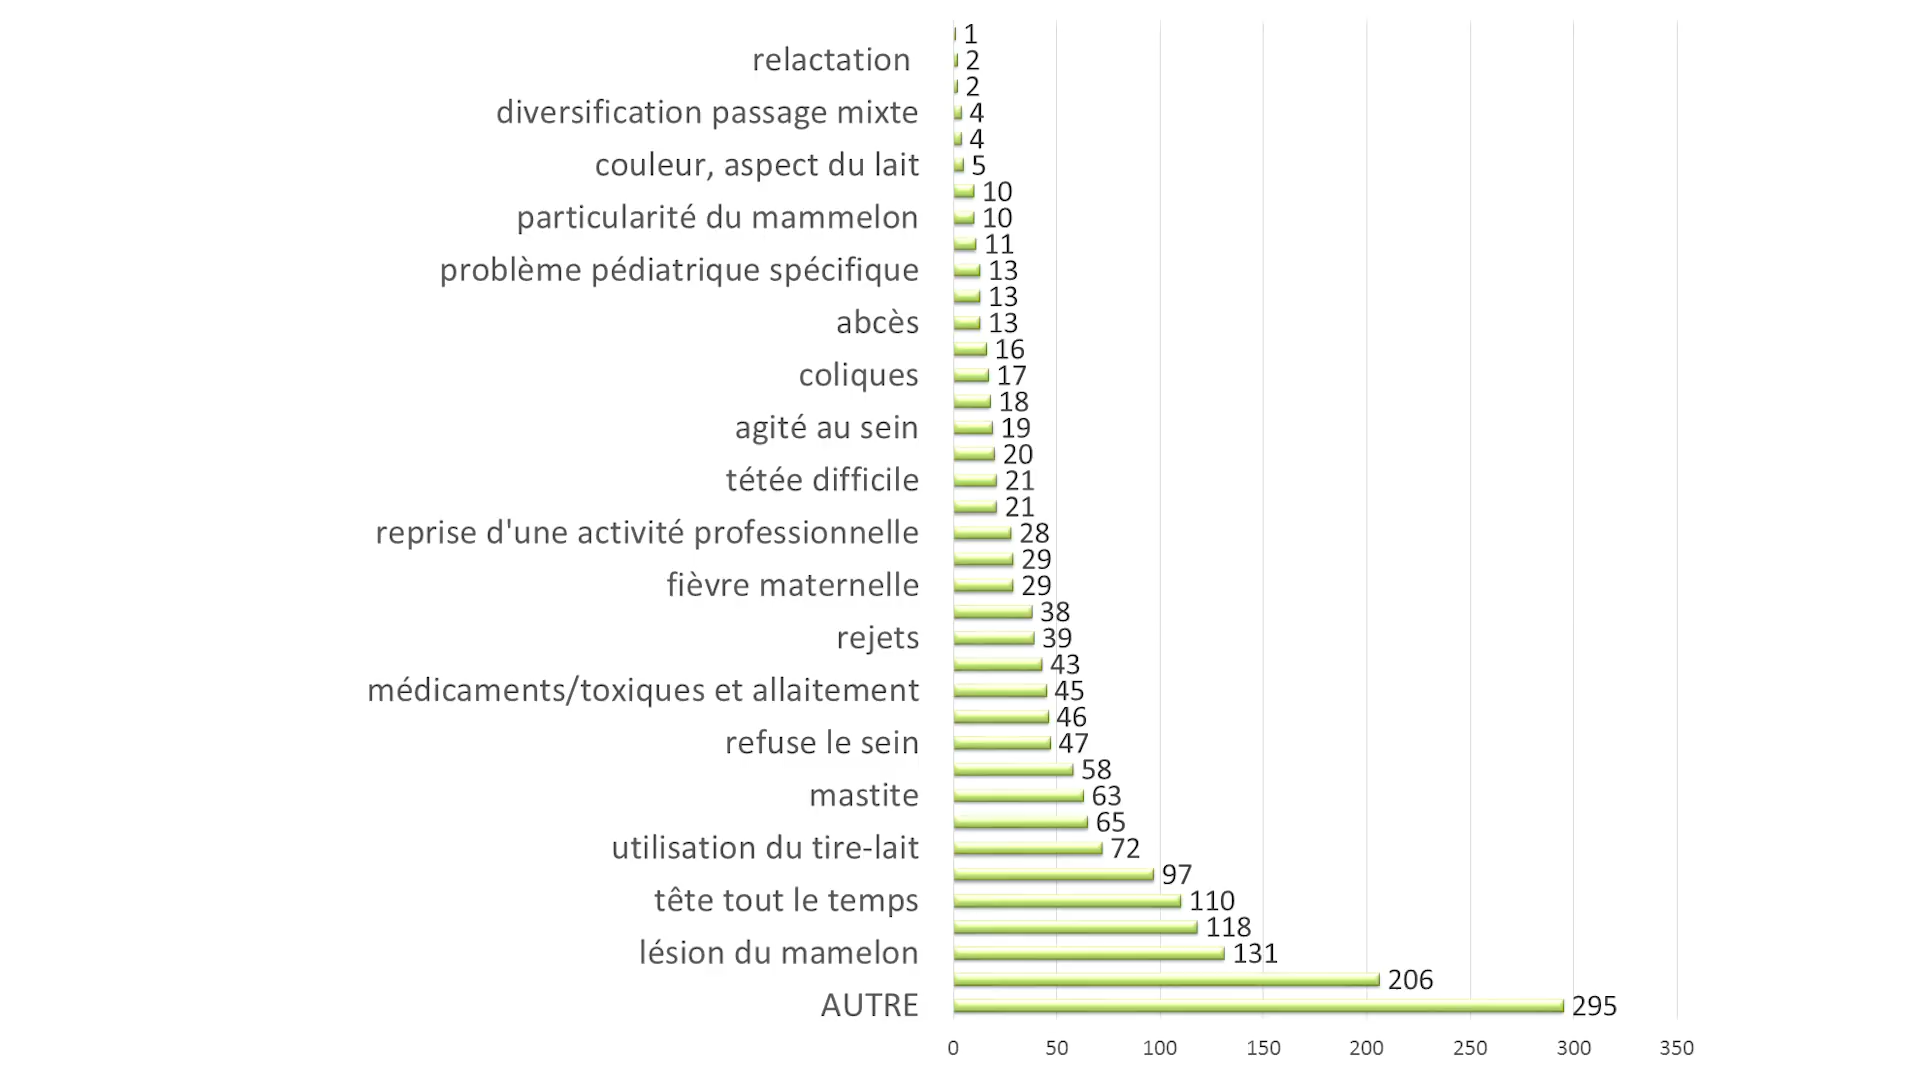 1
relactation 2
2
diversification passage mixte 4
4
couleur, aspect du lait 5
10
particularité du mammelon 10
11
problème pédiatrique spécifique 13
13
abcès 13
16
coliques 17
18
agité au sein 19
20
tétée difficile 21
21
reprise d'une activité professionnelle 28
29
fièvre maternelle 29
38
rejets 39
43
médicaments/toxiques et allaitement 45
46
refuse le sein 47
58
mastite 63
65
utilisation du tire-lait 72
97
tête tout le temps 110
118
lésion du mamelon 131
206
AUTRE 295
0 50 100 150 200 250 300 350